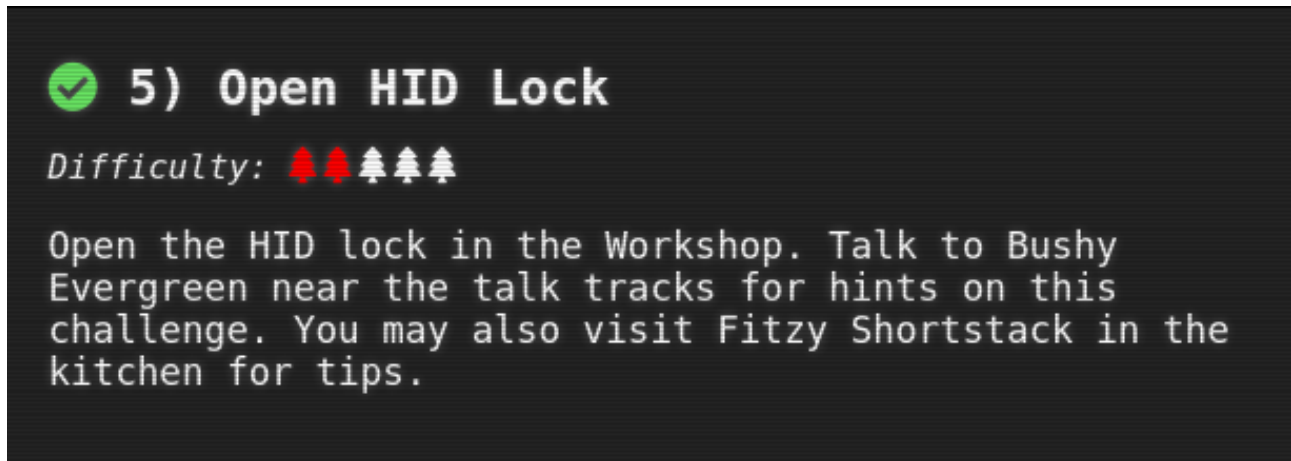 5) Open HID Lock
Difficulty:
Open the HID lock in the Workshop. Talk to Bushy
Evergreen near the talk tracks for hints on this
challenge. You may also visit Fitzy Shortstack in the
kitchen for tips.